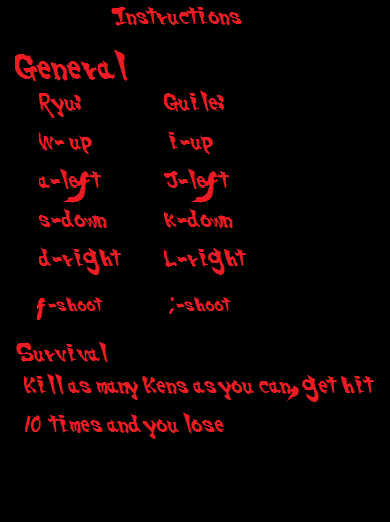 Instructions
General
Ryu: Guile:
W- up i-up
a-left J-left
s-down K-down
d-right L-right
f-shoot ;-shoot
Survival
Kill as many Kens as you can, get hit
10 times and you lose